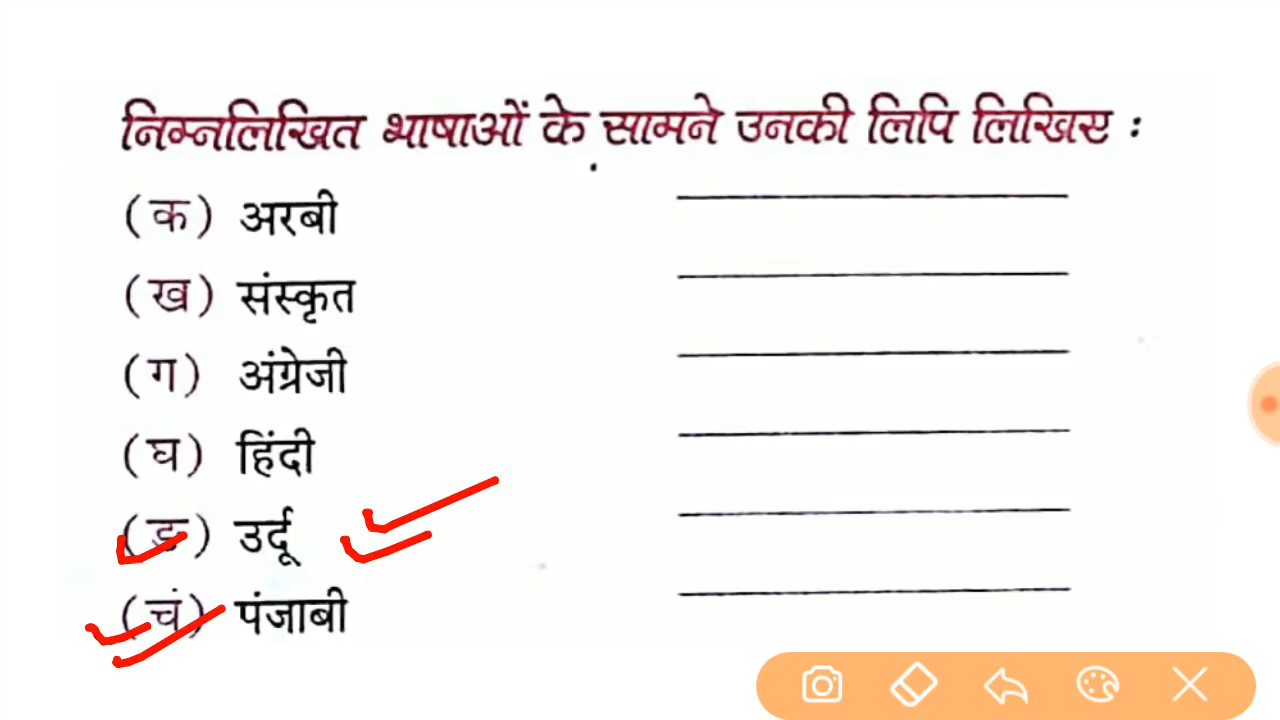 निम्नलिखित भाषाओं के सामने उनकी लिपि लिखिए :
(क) अरबी
(ख) संस्कृत
(ग) अंग्रेजी
(घ) हिंदी
(ङ) उर्दू
(चं) पंजाबी